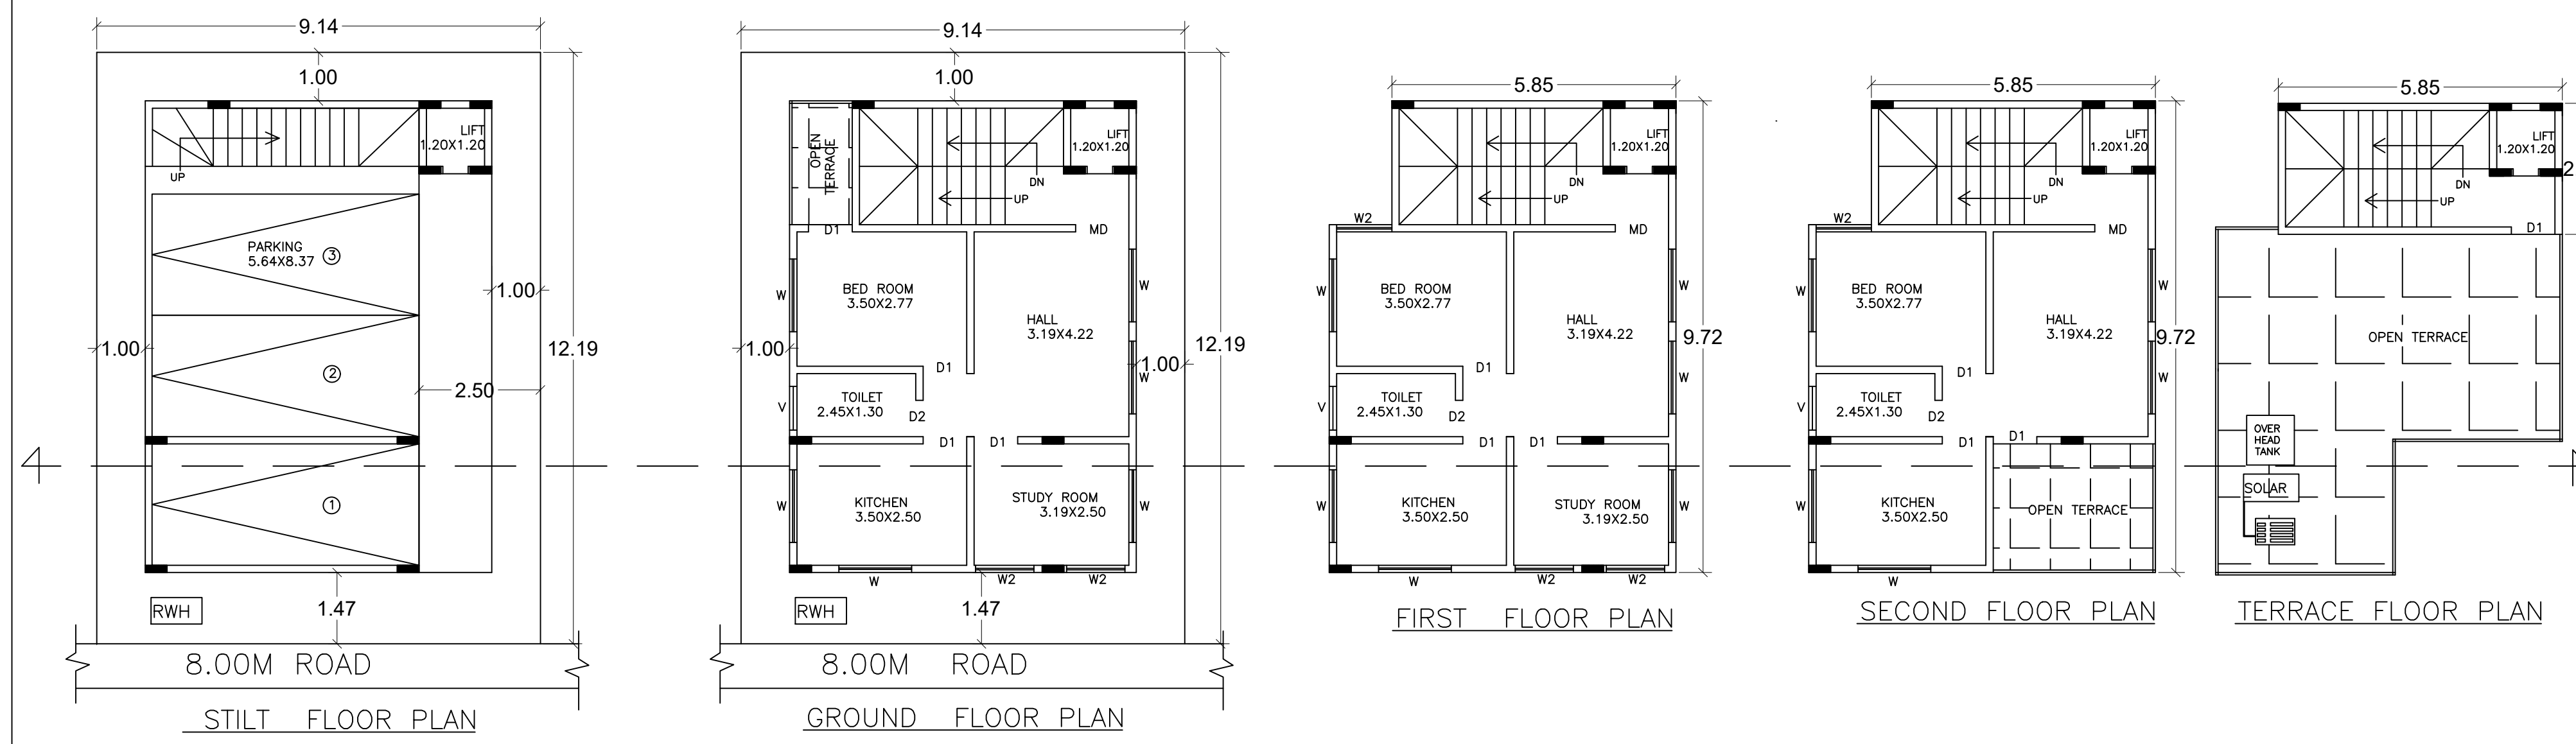 9.14
1.00
LIFT
1.20X1.20
UP
PARKING
5.64X8.37
3
1.00
1.00
12.19
2
2.50
1
1.47
RWH
8.00M ROAD
STILT FLOOR PLAN
9.14
1.00
OPEN
TERRACE
LIFT
1.20X1.20
DN
UP
D1
MD
BED ROOM
3.50X2.77
W
W
HALL
3.19X4.22
1.00
12.19
1.00
D1
W
TOILET
2.45X1.30
V
D2
D1
D1
KITCHEN
3.50X2.50
W
STUDY ROOM
3.19X2.50
W
W
W2
W2
1.47
RWH
8.00M ROAD
GROUND FLOOR PLAN
5.85
LIFT
1.20X1.20
DN
UP
W2
MD
BED ROOM
3.50X2.77
W
W
HALL
3.19X4.22
9.72
D1
W
TOILET
2.45X1.30
V
D2
D1
D1
KITCHEN
3.50X2.50
W
STUDY ROOM
3.19X2.50
W
W
W2
W2
FIRST FLOOR PLAN
5.85
LIFT
1.20X1.20
DN
UP
W2
MD
BED ROOM
3.50X2.77
W
W
HALL
3.19X4.22
9.72
D1
W
TOILET
2.45X1.30
V
D2
D1
D1
KITCHEN
3.50X2.50
W
OPEN TERRACE
W
SECOND FLOOR PLAN
5.85
LIFT
1.20X1.20
2
DN
UP
D1
OPEN TERRACE
OVER
HEAD
TANK
SOLAR
TERRACE FLOOR PLAN